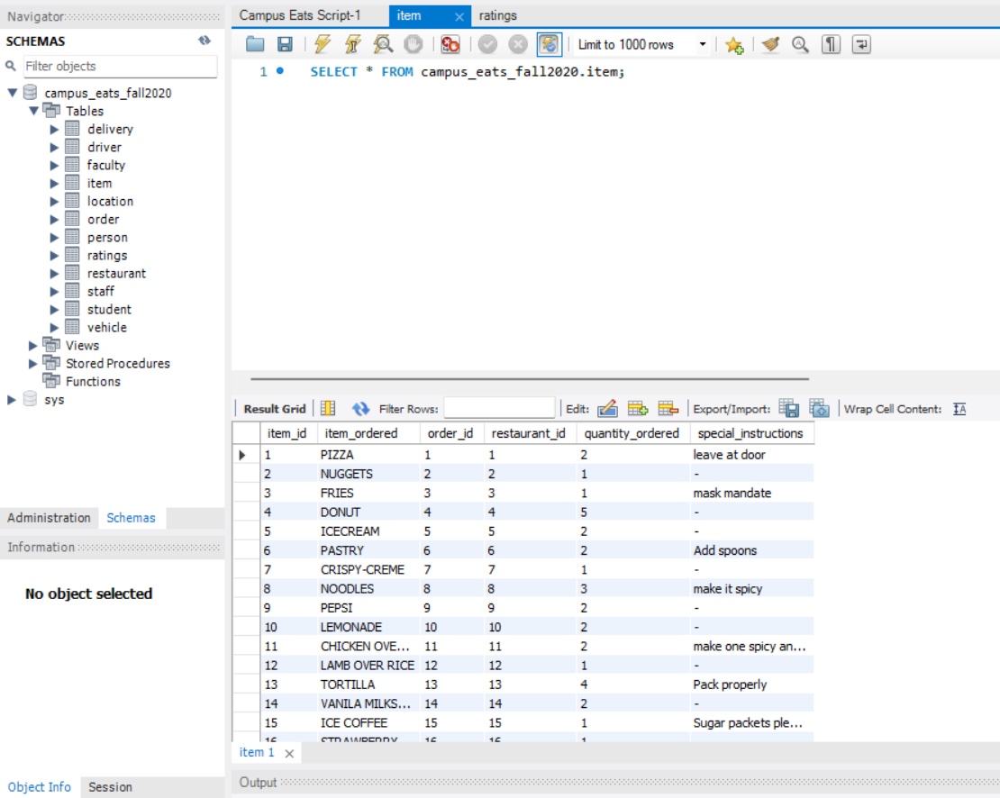 Navigator
SCHEMAS
Filter objects
campus_eats_fall2020
Tables
delivery
driver
faculty
item
location
order
person
ratings
restaurant
staff
student
vehicle
Views
Stored Procedures
Functions
sys
Administration Schemas
Information
No object selected
Object Info Session
Campus Eats Script-1 item ratings
Limit to 1000 rows
1 SELECT * FROM campus_eats_fall2020.item;
Result Grid Filter Rows: Edit: Export/Import: Wrap Cell Content:
item_id item_ordered order_id restaurant_id quantity_ordered special_instructions
1 PIZZA 1 1 2 leave at door
2 NUGGETS 2 2 1 -
3 FRIES 3 3 1 mask mandate
4 DONUT 4 4 5 -
5 ICECREAM 5 5 2 -
6 PASTRY 6 6 2 Add spoons
7 CRISPY-CREME 7 7 1 -
8 NOODLES 8 8 3 make it spicy
9 PEPSI 9 9 2 -
10 LEMONADE 10 10 2 -
11 CHICKEN OVE... 11 11 2 make one spicy an...
12 LAMB OVER RICE 12 12 1 -
13 TORTILLA 13 13 4 Pack properly
14 VANILA MILKS... 14 14 2 -
15 ICE COFFEE 15 15 1 Sugar packets ple...
16 STRAWBERRY 16 16 1
item 1
Output